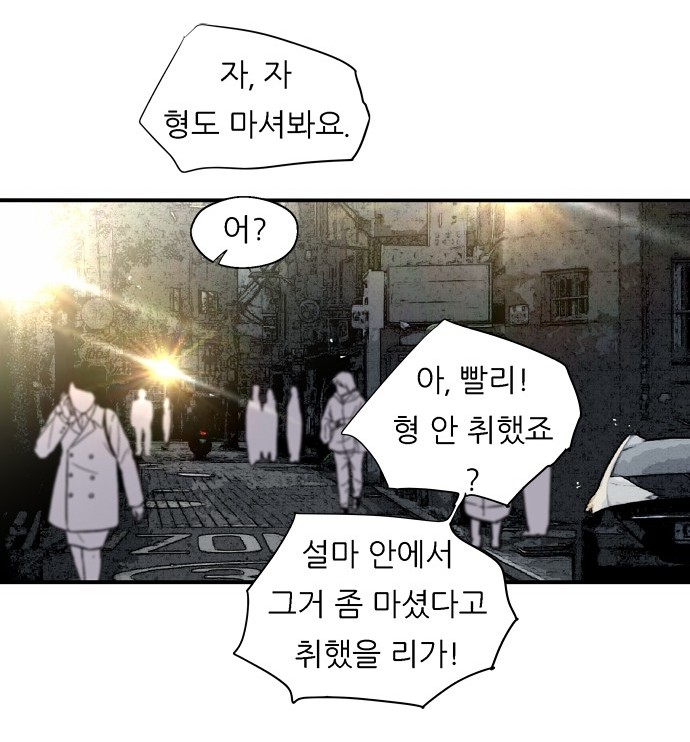 자, 자
형도 마셔봐요.
어?
아, 빨리!
형 안 취했죠
?
설마 안에서
그거 좀 마셨다고
취했을 리가!